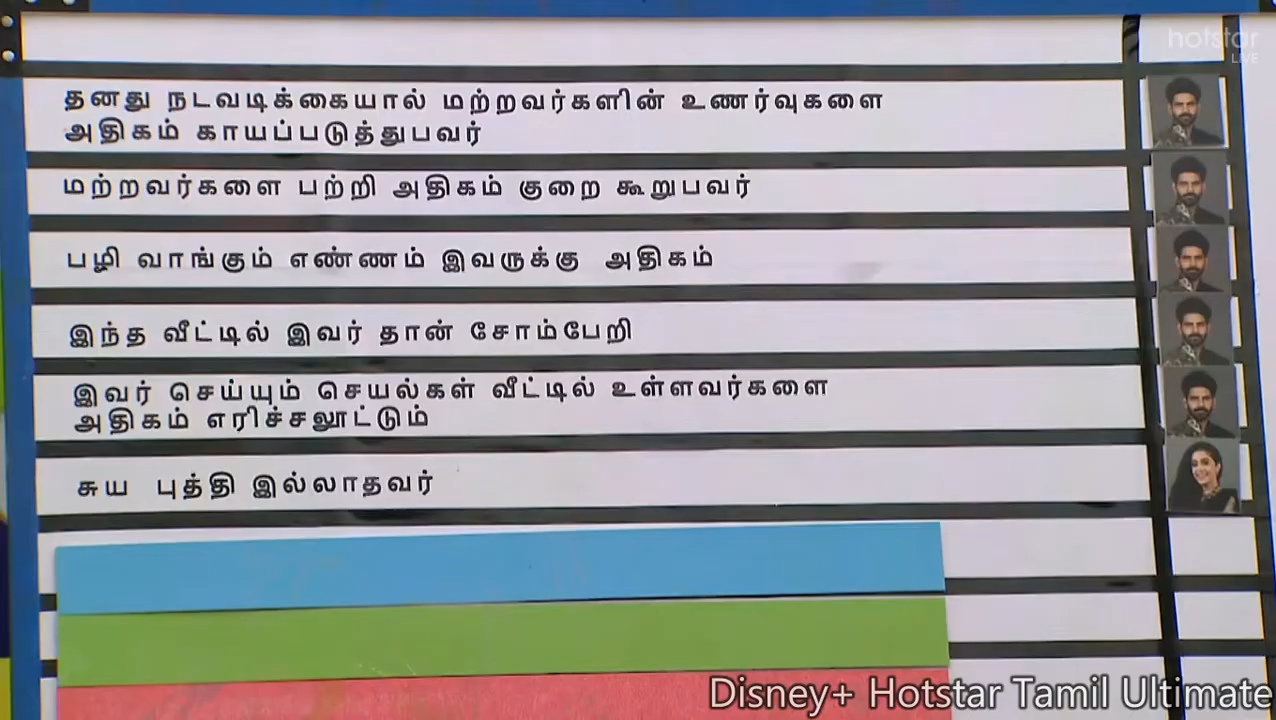 hotstar
LIVE
தனது நடவடிக்கையால் மற்றவர்களின் உணர்வுகளை
அதிகம் காயப்படுத்துபவர்
மற்றவர்களை பற்றி அதிகம் குறை கூறுபவர்
பழி வாங்கும் எண்ணம் இவருக்கு அதிகம்
இந்த வீட்டில் இவர் தான் சோம்பேறி
இவர் செய்யும் செயல்கள் வீட்டில் உள்ளவர்களை
அதிகம் எரிச்சலூட்டும்
சுய புத்தி இல்லாதவர்
Disney+ Hotstar Tamil Ultimate